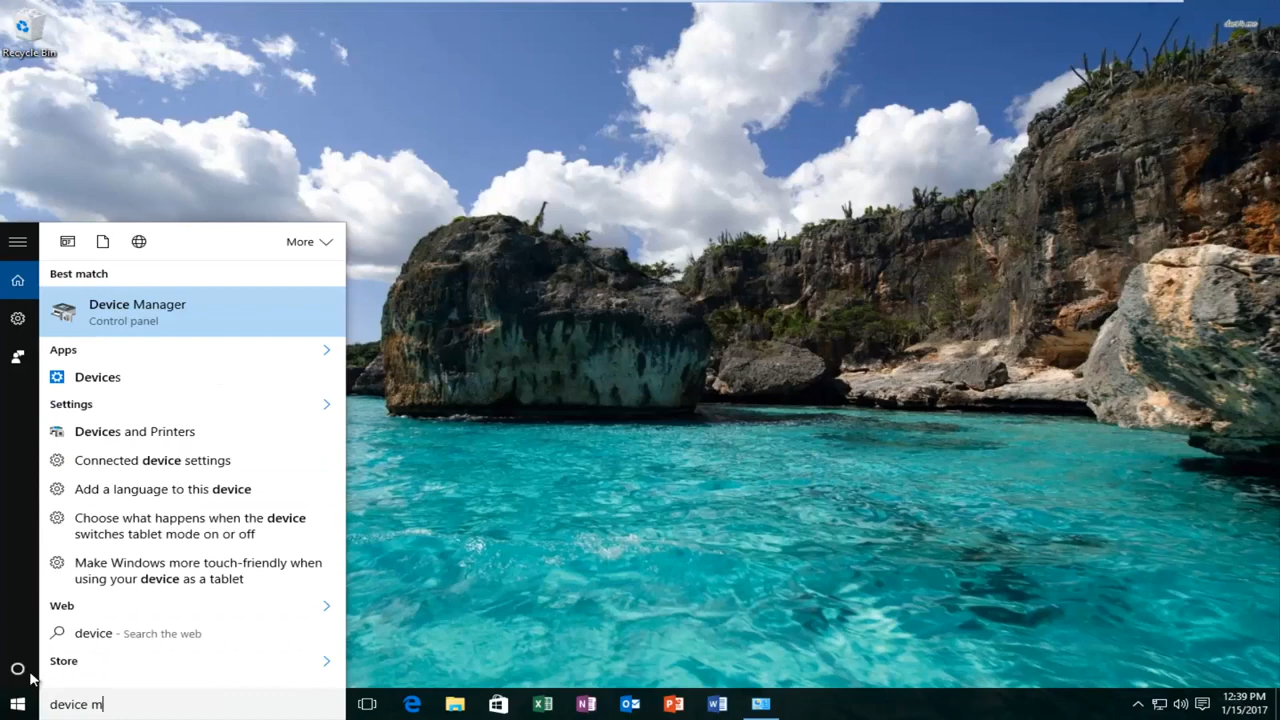 Recycle Bin
More
Best match
Device Manager
Control panel
Apps
Devices
Settings
Devices and Printers
Connected device settings
Add a language to this device
Choose what happens when the device
switches tablet mode on or off
Make Windows more touch-friendly when
using your device as a tablet
Web
device - Search the web
Store
device m
12:39 PM
1/15/2017